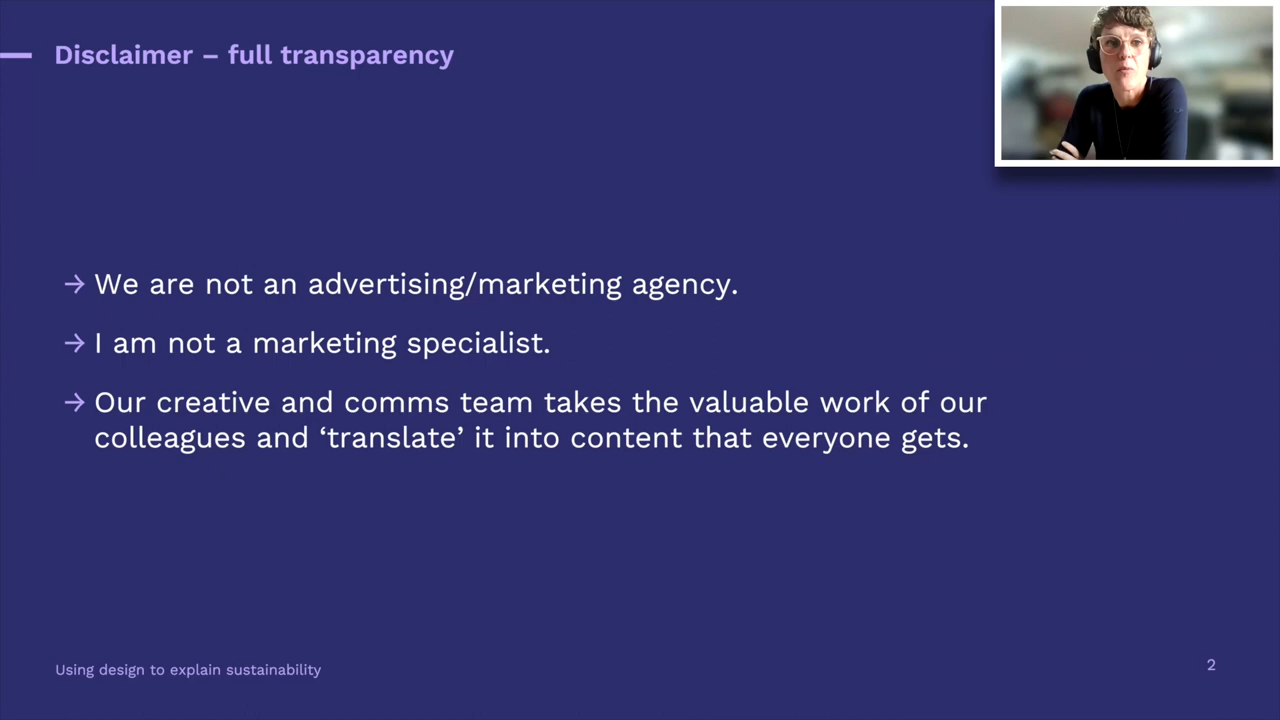 Disclaimer – full transparency
→ We are not an advertising/marketing agency.
→ I am not a marketing specialist.
→ Our creative and comms team takes the valuable work of our
colleagues and ‘translate’ it into content that everyone gets.
Using design to explain sustainability
2